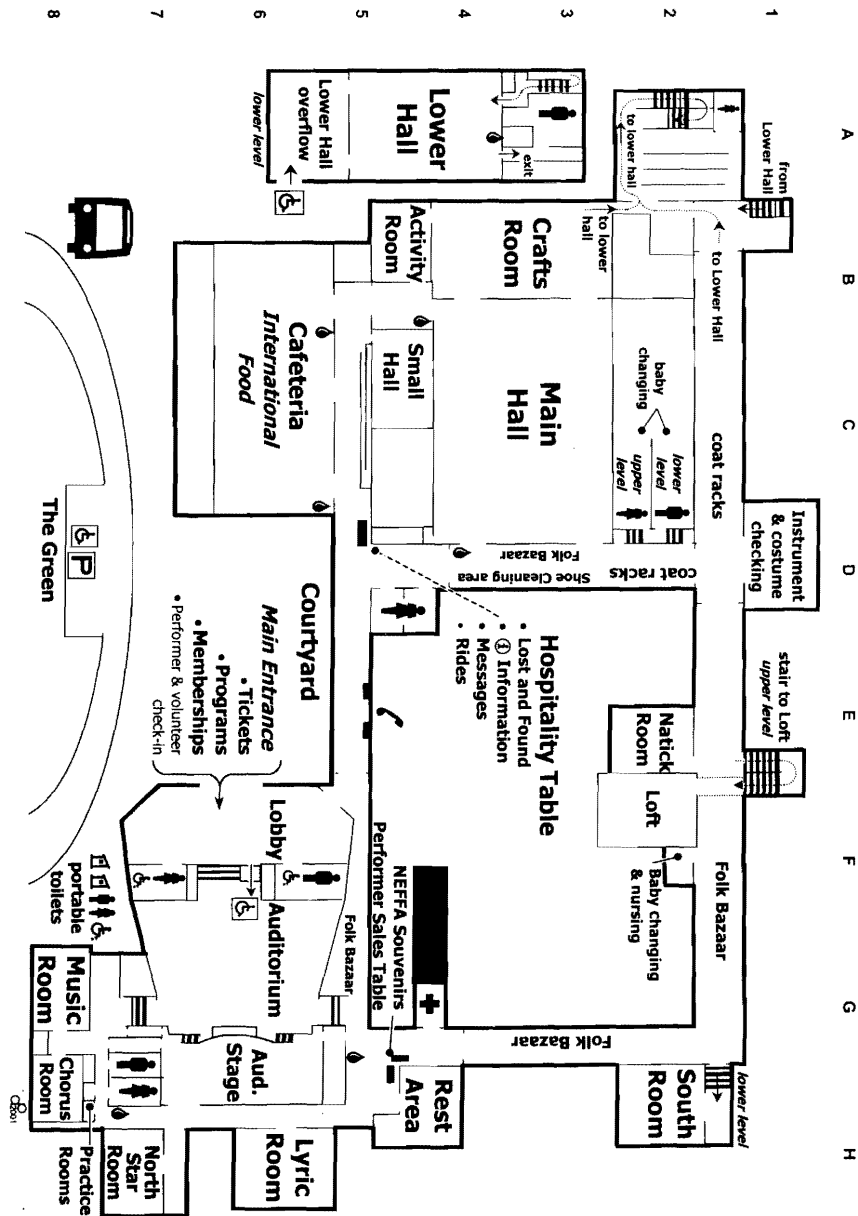 A
B
C
D
E
F
G
H
1
2
3
4
5
6
7
8
from
Lower Hall
to Lower Hall
to lower hall
to lower
hall
exit
Lower
Hall
Lower Hall
overflow
lower level
Activity
Room
Crafts
Room
Cafeteria
International
Food
Small
Hall
Main
Hall
baby
changing
lower
level
upper
level
coat racks
Instrument
& costume
checking
coat racks
Shoe Cleaning area
Folk Bazaar
Hospitality Table
• Lost and Found
• i Information
• Messages
• Rides
Courtyard
Main Entrance
• Tickets
• Programs
• Memberships
• Performer & volunteer
check-in
P
The Green
stair to Loft
upper level
Natick
Room
Loft
Baby changing
& nursing
Folk Bazaar
Lobby
Auditorium
Folk Bazaar
NEFFA Souvenirs
Performer Sales Table
portable
toilets
Folk Bazaar
Aud.
Stage
Rest
Area
South
Room
lower level
Music
Room
Chorus
Room
Practice
Rooms
North
Star
Room
Lyric
Room